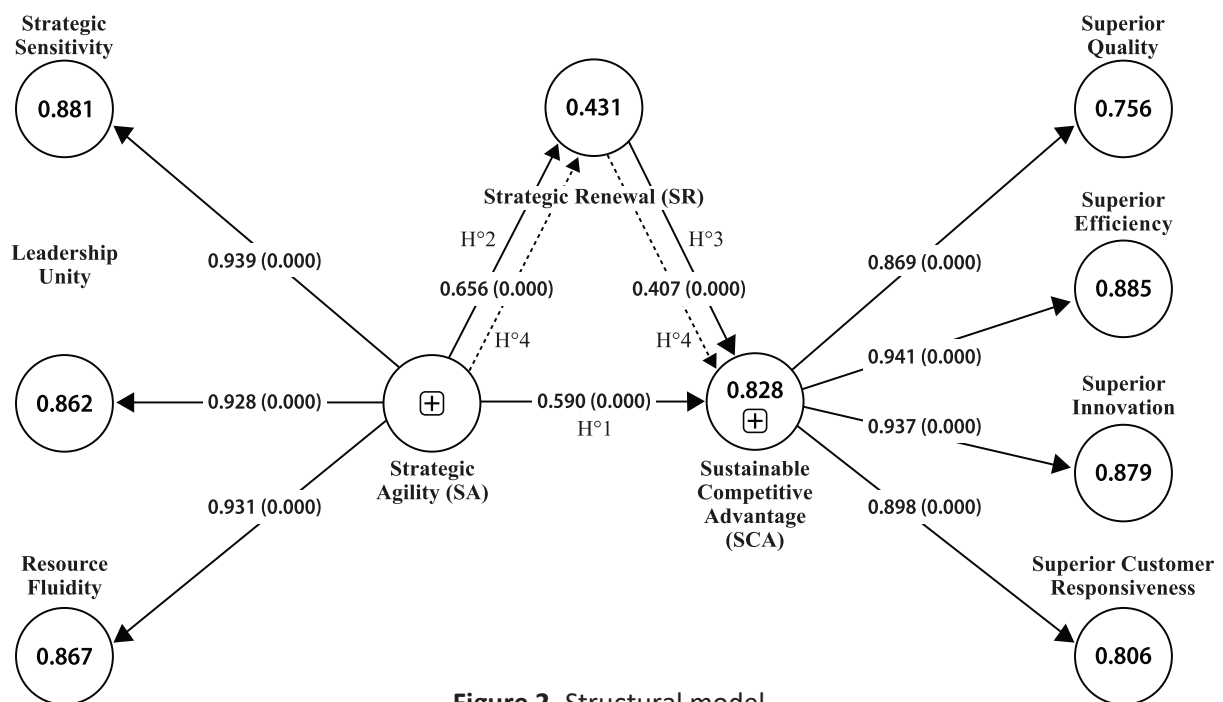 Strategic
Sensitivity
0.881
Leadership
Unity
0.862
Resource
Fluidity
0.867
0.939 (0.000)
0.928 (0.000)
0.931 (0.000)
0.431
Strategic Renewal (SR)
H°2
H°3
0.656 (0.000)
0.407 (0.000)
H°4
H°4
0.590 (0.000)
H°1
Strategic
Agility (SA)
0.828
Sustainable
Competitive
Advantage
(SCA)
0.869 (0.000)
0.941 (0.000)
0.937 (0.000)
0.898 (0.000)
Superior
Quality
0.756
Superior
Efficiency
0.885
Superior
Innovation
0.879
Superior Customer
Responsiveness
0.806
Figure 2. Structural model